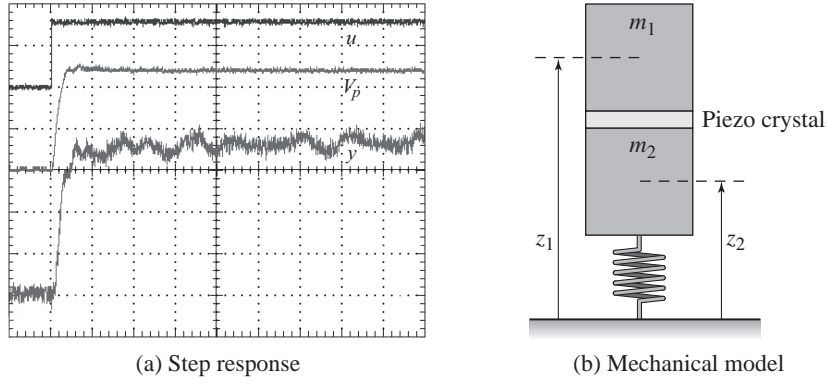 u
V_p
y
(a) Step response
m_1
Piezo crystal
m_2
z_1
z_2
(b) Mechanical model